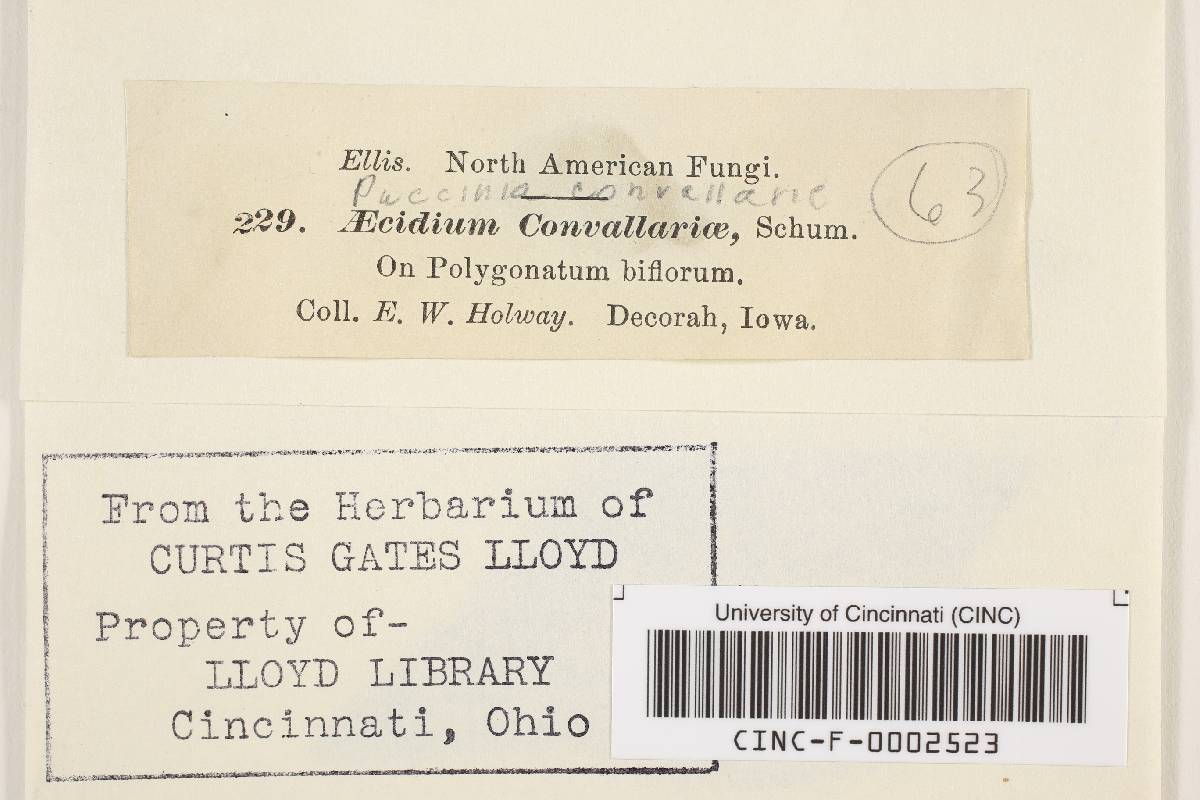 Ellis. North American Fungi.
Puccinia convallarie
63
229. Æcidium Convallariæ, Schum.
On Polygonatum biflorum.
Coll. E. W. Holway. Decorah, Iowa.
From the Herbarium of
CURTIS GATES LLOYD
Property of-
LLOYD LIBRARY
Cincinnati, Ohio
University of Cincinnati (CINC)
CINC-F-0002523